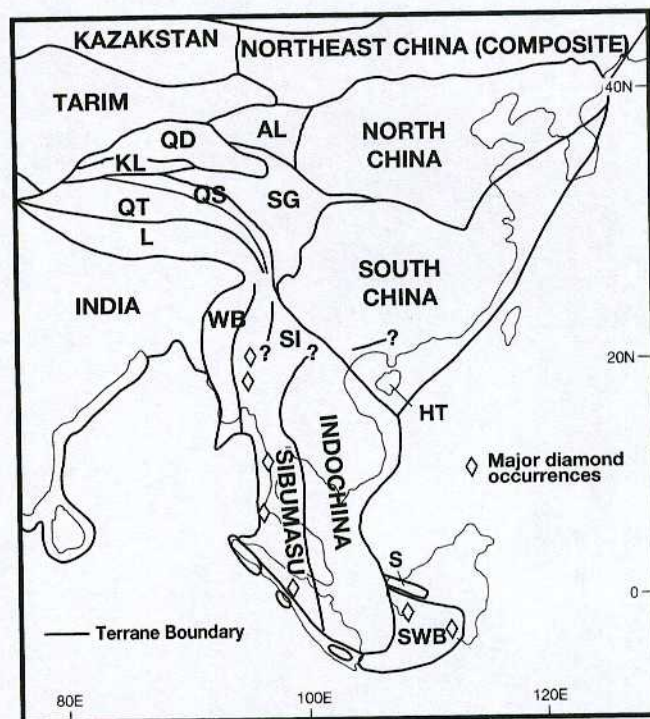 KAZAKSTAN
NORTHEAST CHINA (COMPOSITE)
40N
TARIM
QD
AL
NORTH
CHINA
KL
QS
SG
QT
L
SOUTH
CHINA
INDIA
WB
SI
?
?
?
20N
HT
INDOCHINA
SIBUMASU
Major diamond
occurrences
S
0
SWB
Terrane Boundary
80E
100E
120E